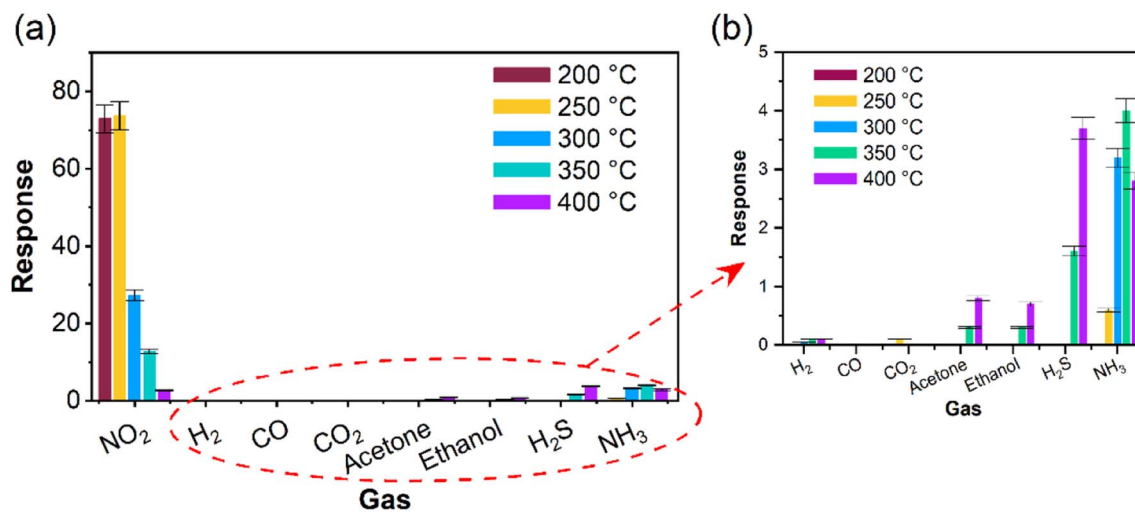 (a)
Response
80
60
40
20
0
200 °C
250 °C
300 °C
350 °C
400 °C
NO2
H2
CO
CO2
Acetone
Ethanol
H2S
NH3
Gas
(b)
Response
5
4
3
2
1
0
200 °C
250 °C
300 °C
350 °C
400 °C
H2
CO
CO2
Acetone
Ethanol
H2S
NH3
Gas